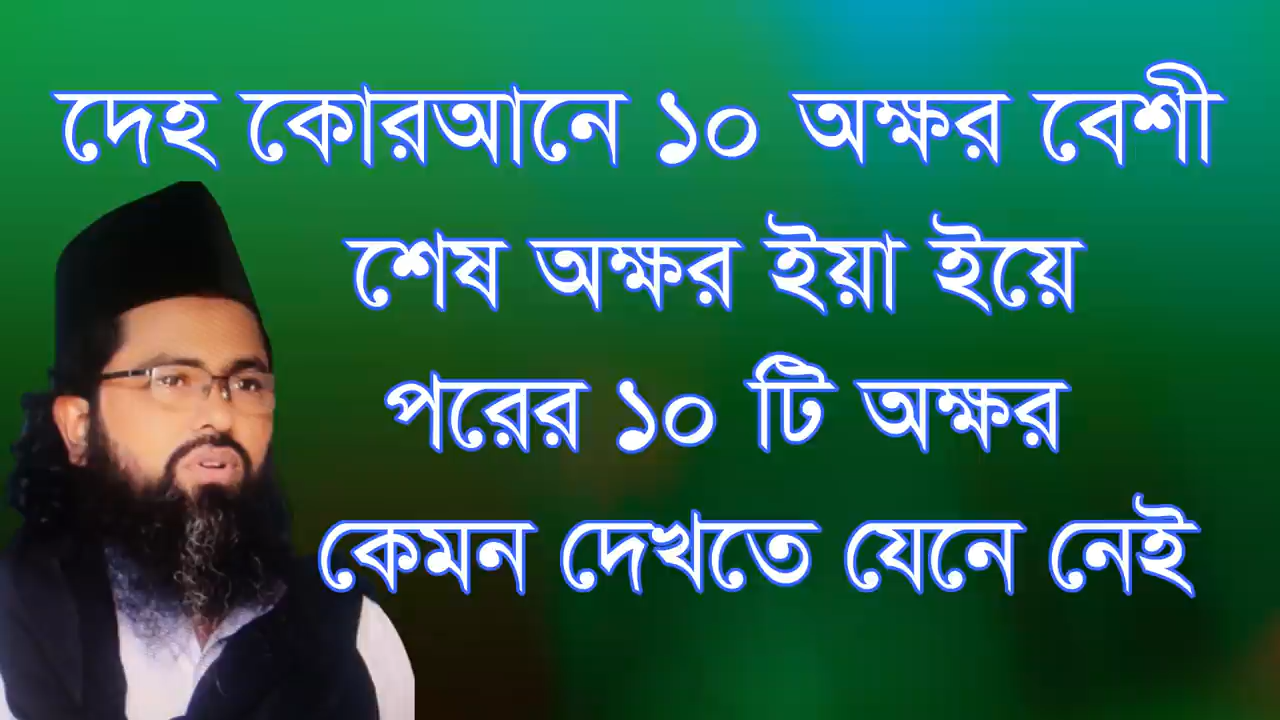 দেহ কোরআনে ১০ অক্ষর বেশী
শেষ অক্ষর ইয়া ইয়ে
পরের ১০ টি অক্ষর
কেমন দেখতে যেনে নেই